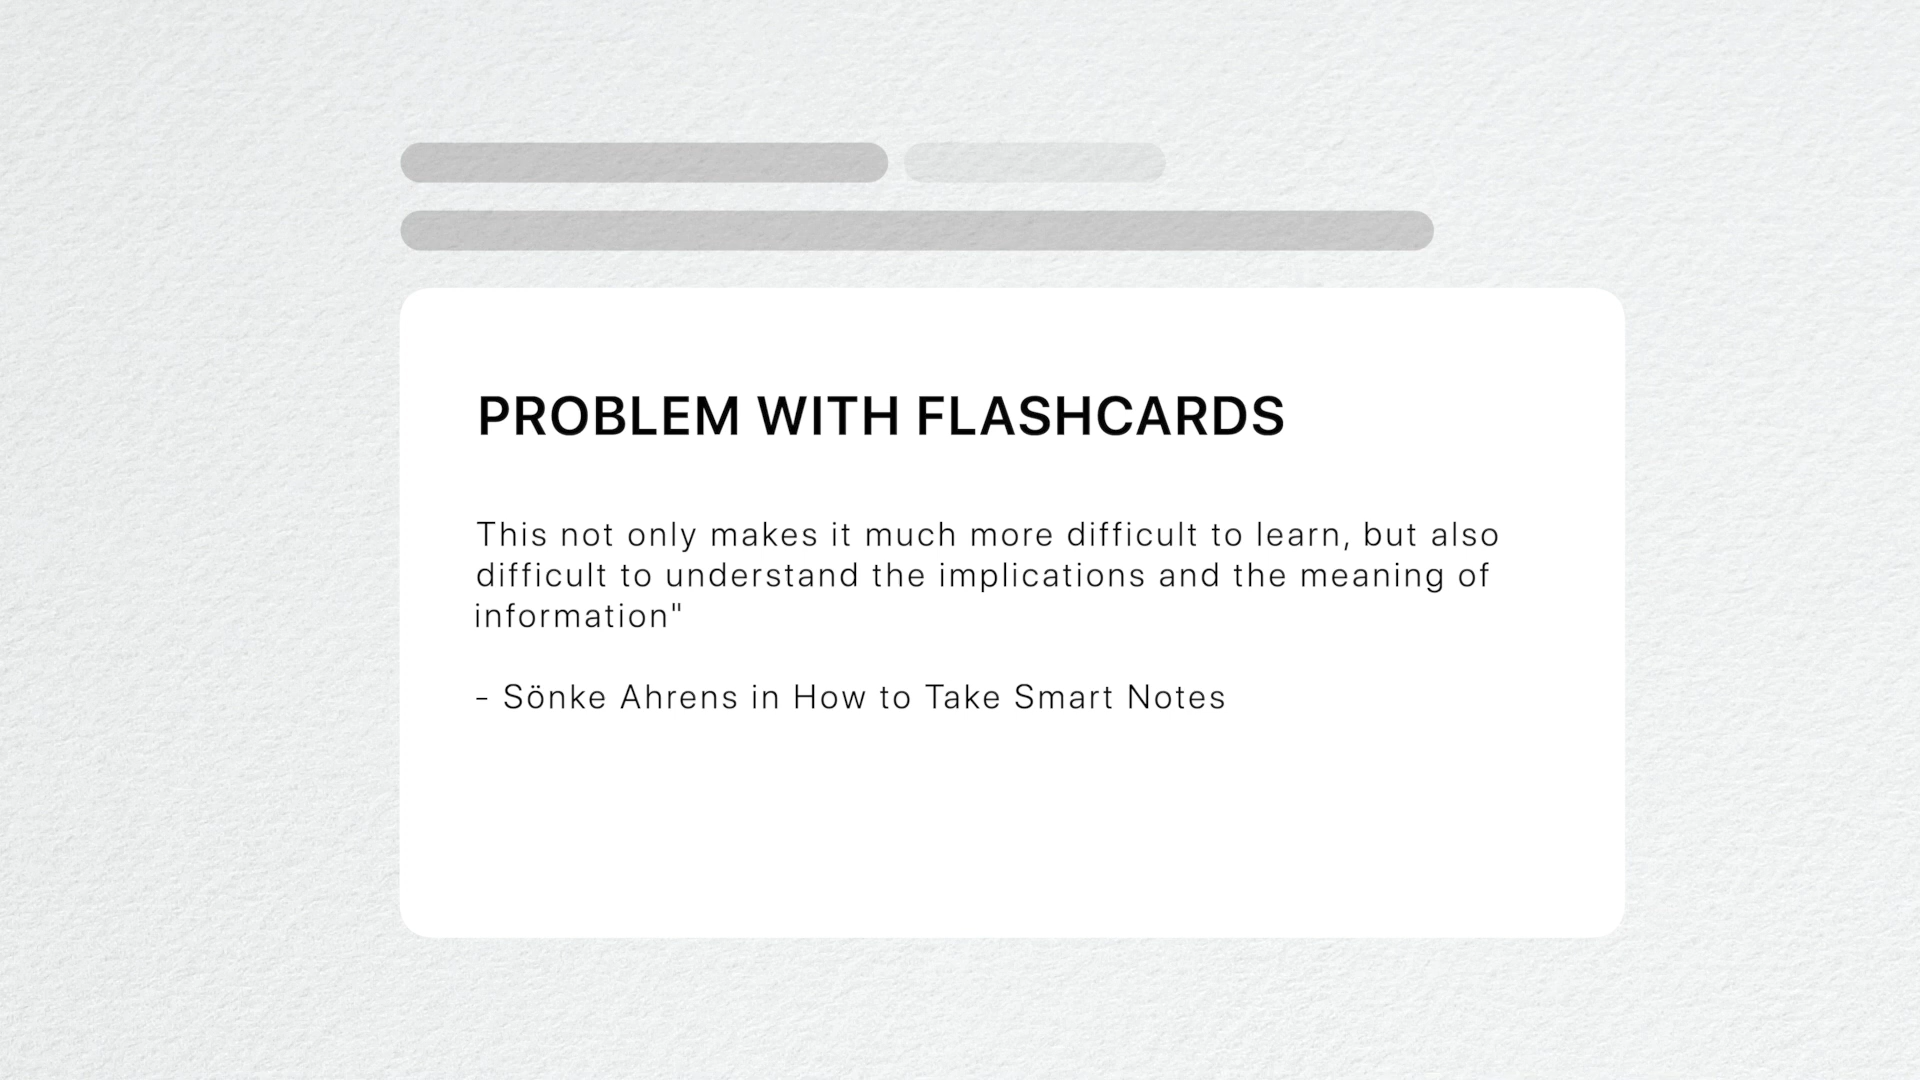 PROBLEM WITH FLASHCARDS
This not only makes it much more difficult to learn, but also
difficult to understand the implications and the meaning of
information"
- Sönke Ahrens in How to Take Smart Notes